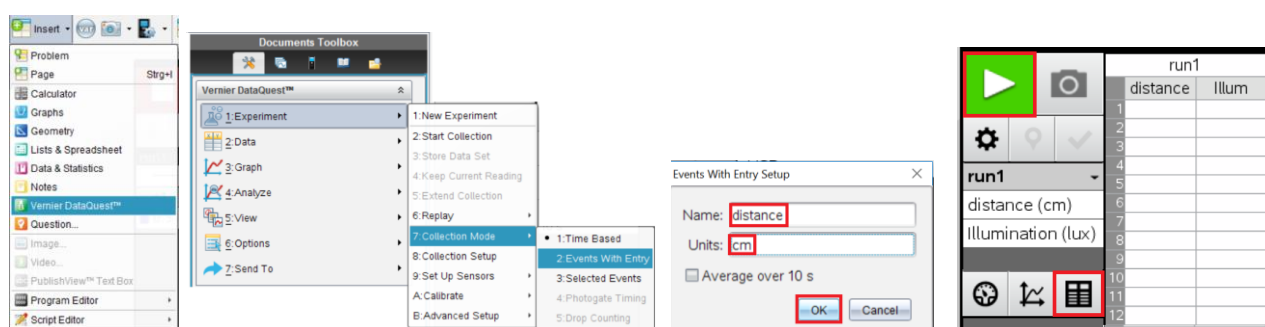 Insert
Problem
Page Strg+I
Calculator
Graphs
Geometry
Lists & Spreadsheet
Data & Statistics
Notes
Vernier DataQuest™
Question...
Image...
Video...
PublishView™ Text Box
Program Editor
Script Editor
Documents Toolbox
Vernier DataQuest™
1:Experiment
2:Data
3:Graph
4:Analyze
5:View
6:Options
7:Send To
1:New Experiment
2:Start Collection
3:Store Data Set
4:Keep Current Reading
5:Extend Collection
6:Replay
7:Collection Mode
8:Collection Setup
9:Set Up Sensors
A:Calibrate
B:Advanced Setup
1:Time Based
2:Events With Entry
3:Selected Events
4:Photogate Timing
5:Drop Counting
Events With Entry Setup
Name: distance
Units: cm
Average over 10 s
OK Cancel
run1
distance Illum
1
2
3
4
5
6
7
8
9
10
11
12
run1
distance (cm)
Illumination (lux)